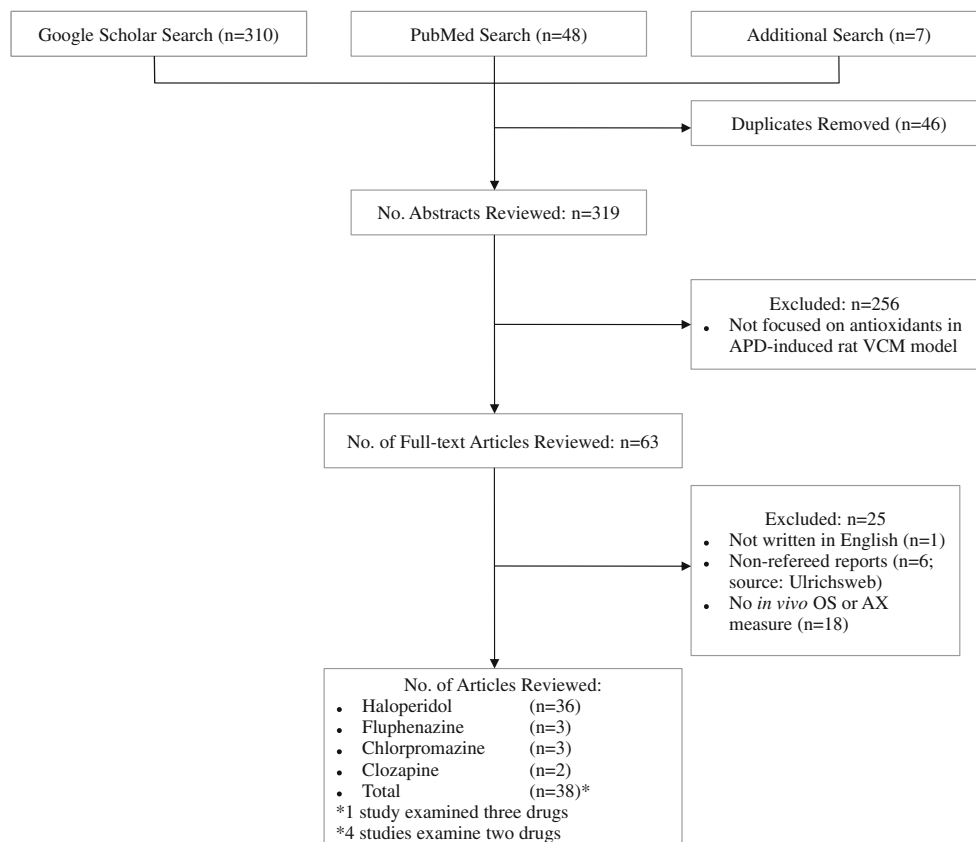 Google Scholar Search (n=310)
PubMed Search (n=48)
Additional Search (n=7)
Duplicates Removed (n=46)
No. Abstracts Reviewed: n=319
Excluded: n=256
• Not focused on antioxidants in
APD-induced rat VCM model
No. of Full-text Articles Reviewed: n=63
Excluded: n=25
• Not written in English (n=1)
• Non-refereed reports (n=6;
source: Ulrichsweb)
• No in vivo OS or AX
measure (n=18)
No. of Articles Reviewed:
• Haloperidol (n=36)
• Fluphenazine (n=3)
• Chlorpromazine (n=3)
• Clozapine (n=2)
• Total (n=38)*
*1 study examined three drugs
*4 studies examine two drugs